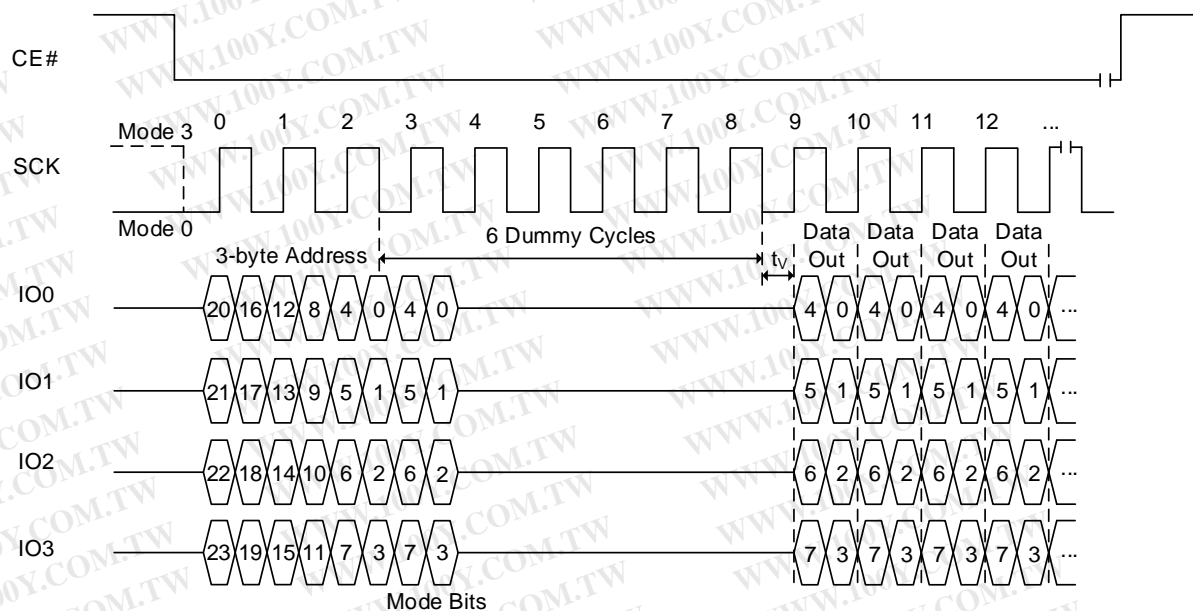 CE#
0 1 2 3 4 5 6 7 8 9 10 11 12 ...
Mode 3
SCK
Mode 0
6 Dummy Cycles
Data Out Data Out Data Out Data Out
3-byte Address
tV
IO0
20 16 12 8 4 0 4 0 4 0 4 0 4 0 4 0 ...
IO1
21 17 13 9 5 1 5 1 5 1 5 1 5 1 5 1 ...
IO2
22 18 14 10 6 2 6 2 6 2 6 2 6 2 6 2 ...
IO3
23 19 15 11 7 3 7 3 7 3 7 3 7 3 7 3 ...
Mode Bits
WWW.100Y.COM.TW